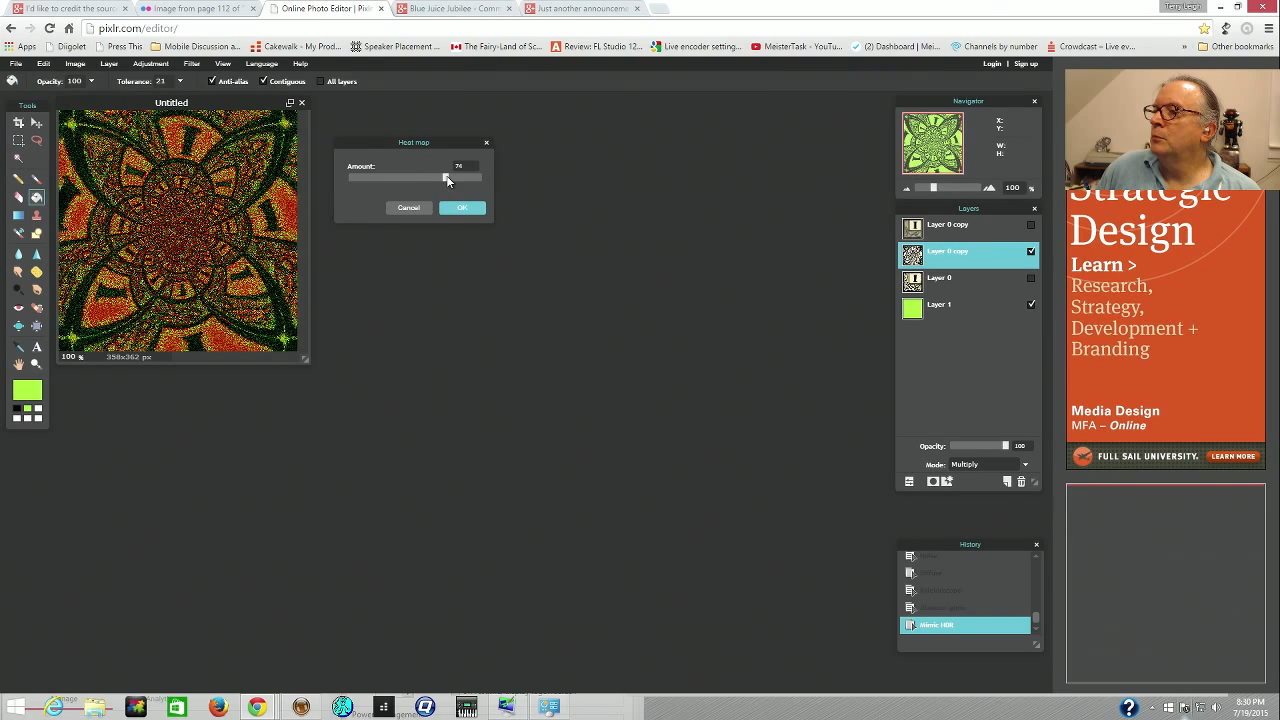 TerryLeigh
I'd like to credit the sourc
Image from page 112 of "
Online Photo Editor | Pixlr
Blue Juice Jubilee - Comm
Just another announceme
pixlr.com/editor/
Apps
Diigolet
Press This
Mobile Discussion a
Cakewalk - My Prod
Speaker Placement
The Fairy-Land of Sc
Review: FL Studio 12
Live encoder setting
MeisterTask - YouTu
(1) Dashboard | Mei
Channels by number
Crowdcast – Live ev
Other bookmarks
File Edit Image Layer Adjustment Filter View Language Help
Login Sign up
Opacity: 100 Tolerance: 21 Anti-alias Contiguous All layers
Tools
Untitled
100 % 358x362 px
Heat map
Amount: 74
Cancel OK
Navigator
X:
Y:
W:
H:
100 %
Layers
Layer 0 copy
Layer 0 copy
Layer 0
Layer 1
Opacity: 100
Mode: Multiply
History
Kaleidoscope
Mimic HDR
Strategic
Design
Learn >
Research,
Strategy,
Development +
Branding
Media Design
MFA – Online
FULL SAIL UNIVERSITY. LEARN MORE
8:30 PM
7/19/2015